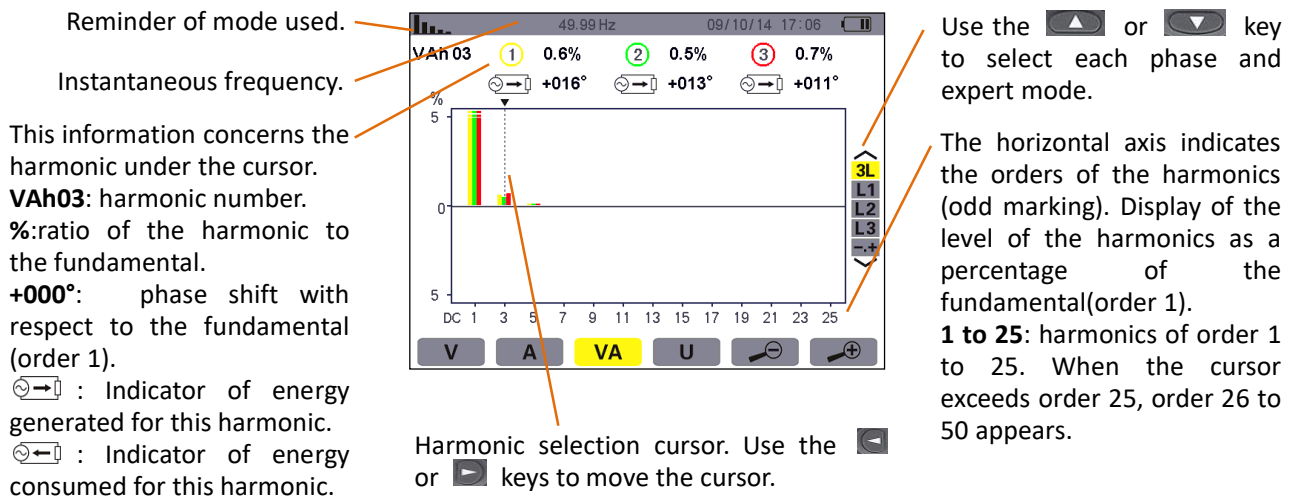 Reminder of mode used.
Instantaneous frequency.
This information concerns the
harmonic under the cursor.
VAh03: harmonic number.
%:ratio of the harmonic to
the fundamental.
+000°: phase shift with
respect to the fundamental
(order 1).
: Indicator of energy
generated for this harmonic.
: Indicator of energy
consumed for this harmonic.
49.99 Hz 09/10/14 17:06
VAh 03 1 0.6% 2 0.5% 3 0.7%
+016° +013° +011°
%
5
0
5
DC 1 3 5 7 9 11 13 15 17 19 21 23 25
3L
L1
L2
L3
-.+
V A VA U
Harmonic selection cursor. Use the
or keys to move the cursor.
Use the or key
to select each phase and
expert mode.
The horizontal axis indicates
the orders of the harmonics
(odd marking). Display of the
level of the harmonics as a
percentage of the
fundamental(order 1).
1 to 25: harmonics of order 1
to 25. When the cursor
exceeds order 25, order 26 to
50 appears.